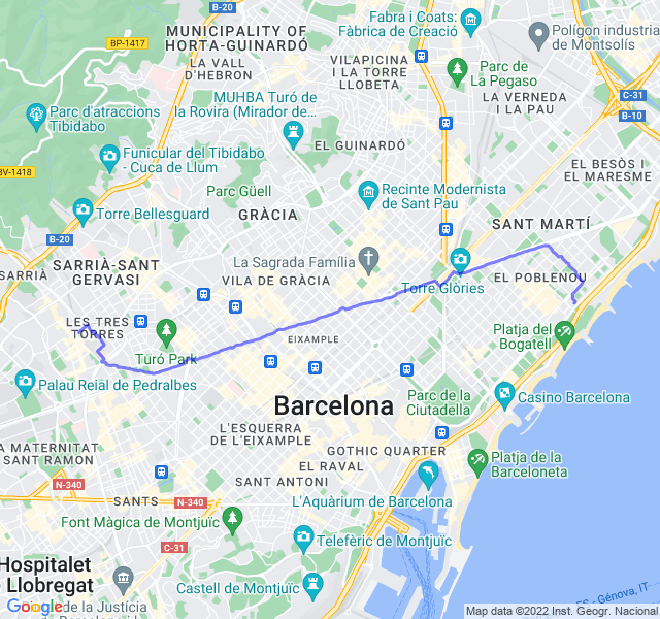 B-20
Fabra i Coats:
Fàbrica de Creació
MUNICIPALITY OF
HORTA-GUINARDÓ
BP-1417
Polígon industria
de Montsolís
LA VALL
D'HEBRON
VILAPICINA
I LA TORRE
LLOBETA
Parc de
La Pegaso
C-31
B-10
LA VERNEDA
I LA PAU
MUHBA Turó de
la Rovira (Mirador de...
Parc d'atraccions
Tibidabo
EL GUINARDÓ
Funicular del Tibidabo
- Cuca de Llum
BV-1418
EL BESÒS I
EL MARESME
Parc Güell
Recinte Modernista
de Sant Pau
Torre Bellesguard
GRÀCIA
SANT MARTÍ
B-20
SARRIÀ-SANT
GERVASI
La Sagrada Família
VILA DE GRÀCIA
Torre Glòries
EL POBLENOU
LES TRES
TORRES
Turó Park
EIXAMPLE
Platja del
Bogatell
Palau Reial de Pedralbes
Barcelona
Parc de la
Ciutadella
Casino Barcelona
L'ESQUERRA
DE L'EIXAMPLE
A MATERNITAT
SANT RAMON
GOTHIC QUARTER
EL RAVAL
Platja de la
Barceloneta
N-340
SANT ANTONI
SANTS
N-340
L'Aquàrium de Barcelona
Font Màgica de Montjuïc
Telefèric de Montjuïc
C-31
Hospitalet
Llobregat
Castell de Montjuïc
de la Justícia
de Barcelona
ES - Gènova, IT)
Google
Map data ©2022 Inst. Geogr. Nacional